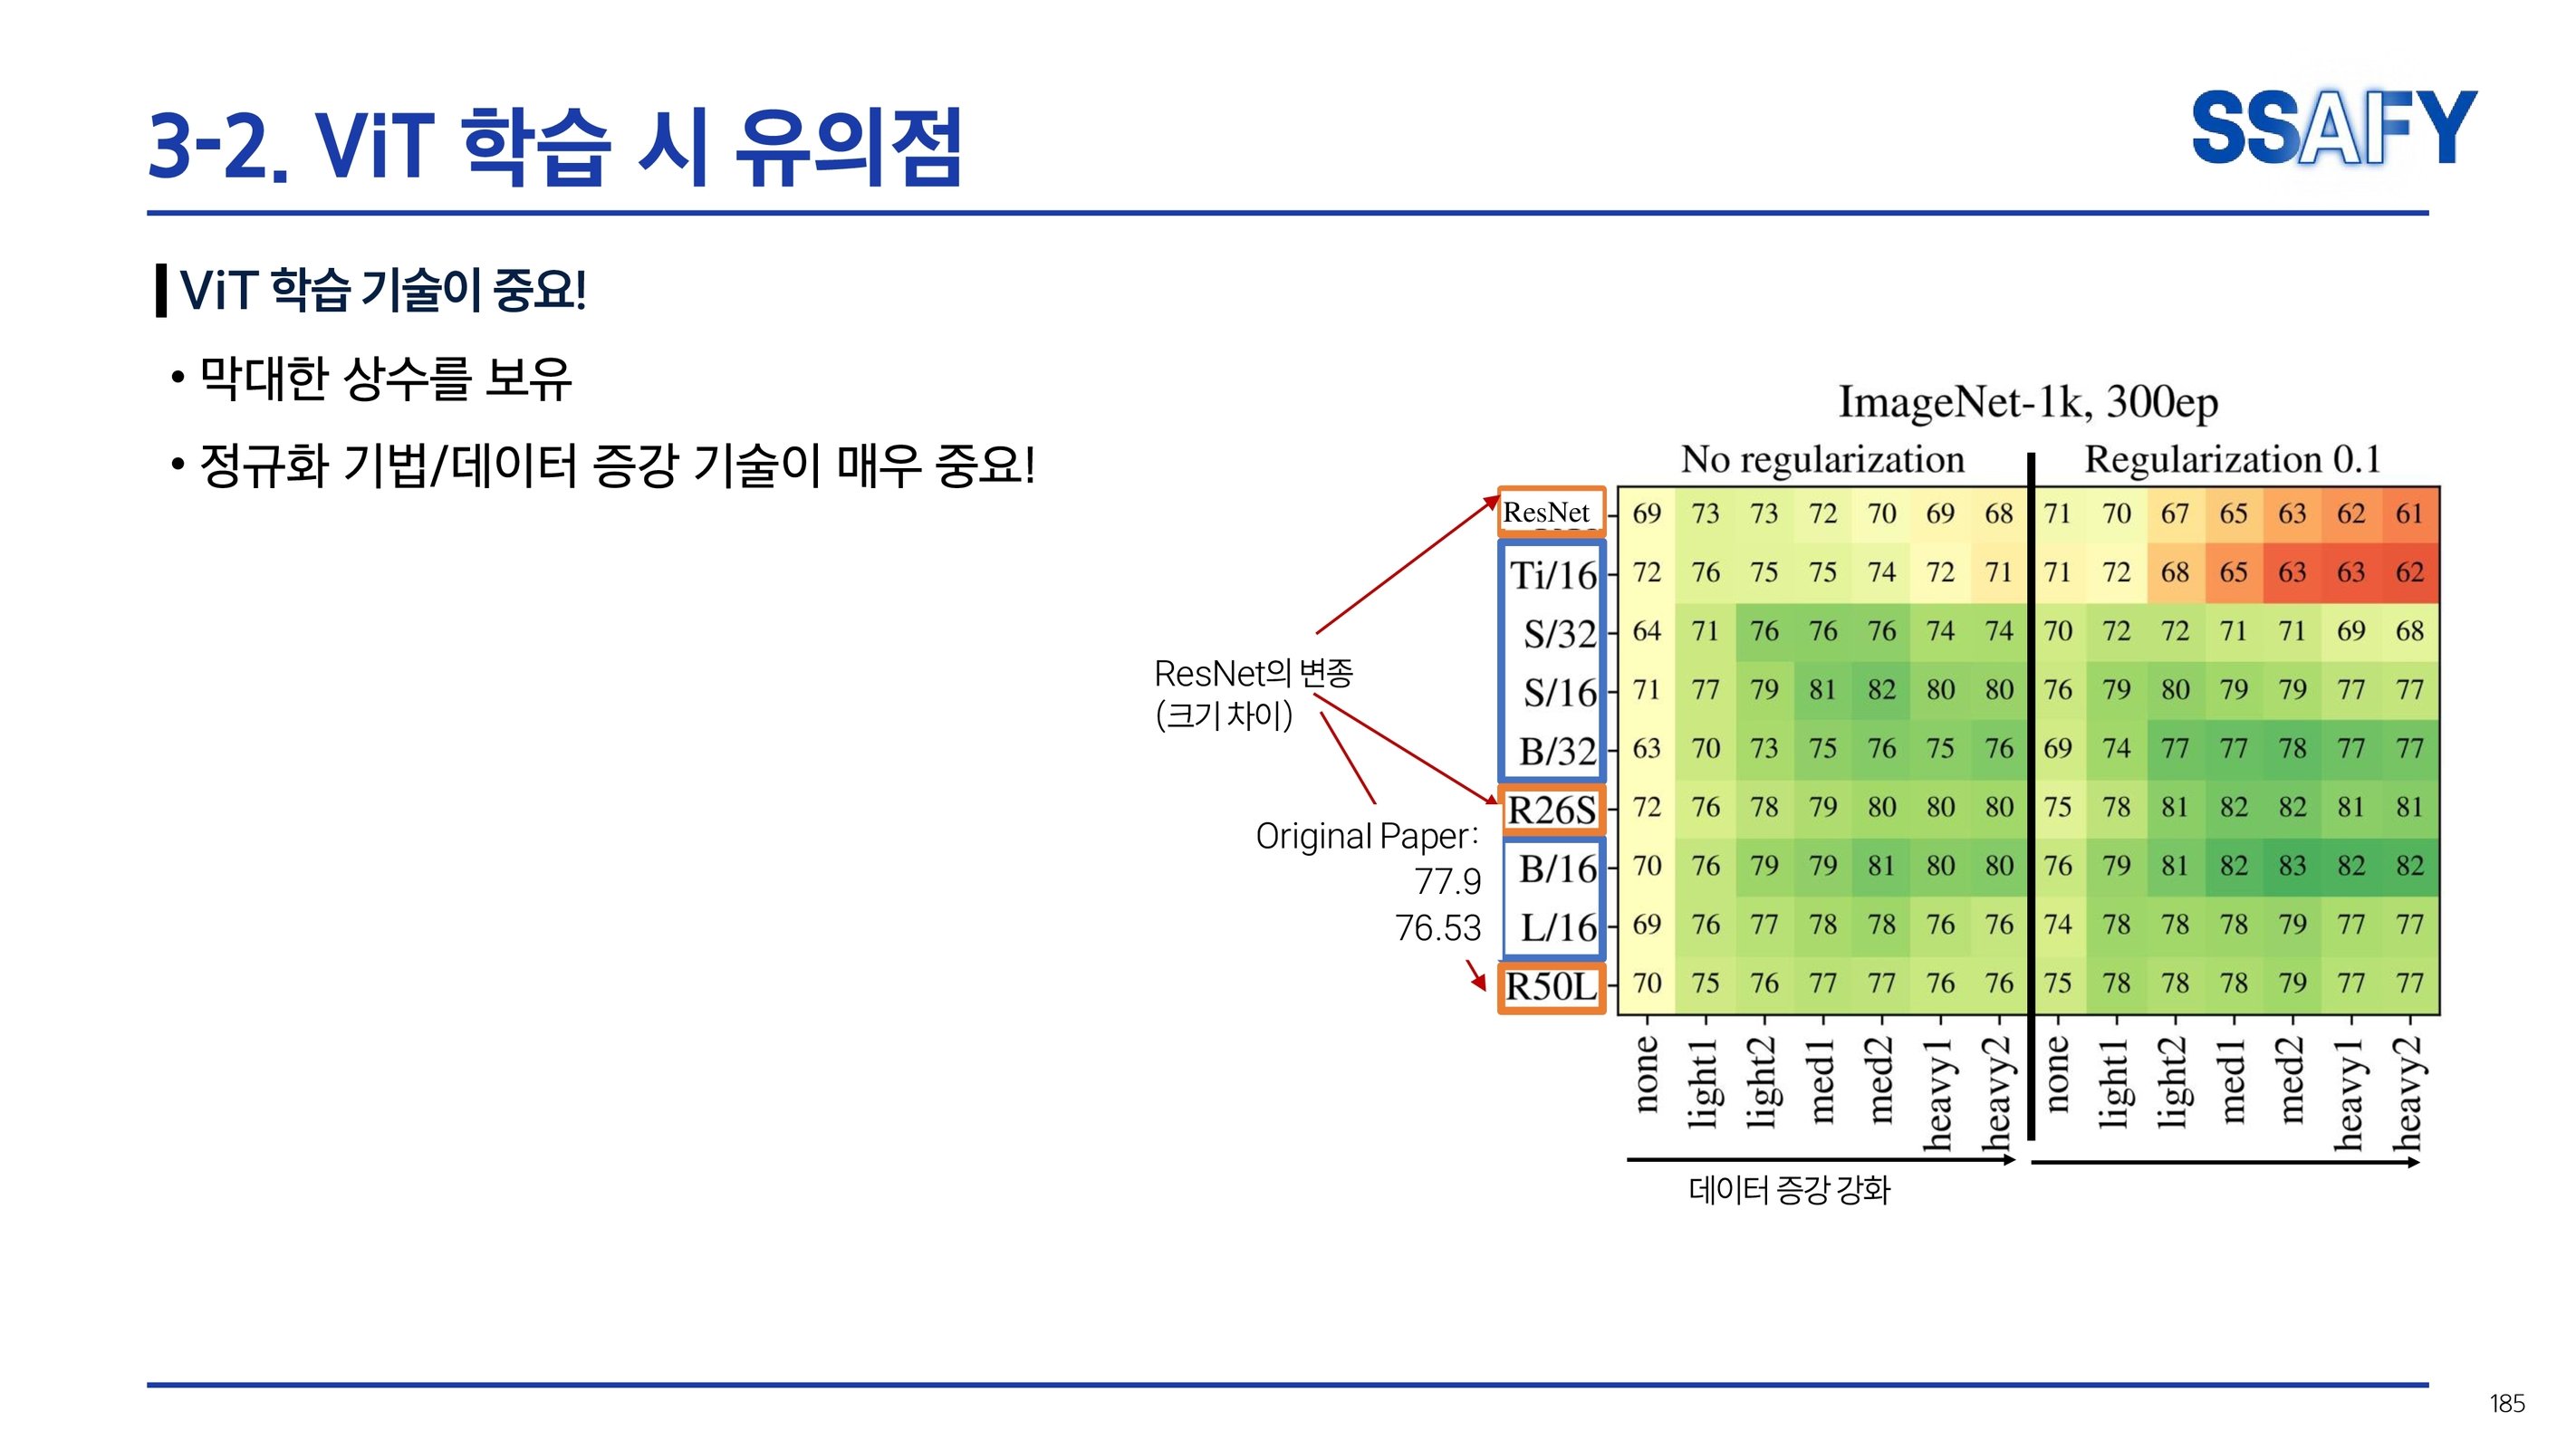 3-2. ViT 학습 시 유의점
SSAFY
ViT 학습 기술이 중요!
• 막대한 상수를 보유
• 정규화 기법/데이터 증강 기술이 매우 중요!
ImageNet-1k, 300ep
No regularization Regularization 0.1
ResNet 69 73 73 72 70 69 68 71 70 67 65 63 62 61
Ti/16 72 76 75 75 74 72 71 71 72 68 65 63 63 62
S/32 64 71 76 76 76 74 74 70 72 72 71 71 69 68
S/16 71 77 79 81 82 80 80 76 79 80 79 79 77 77
B/32 63 70 73 75 76 75 76 69 74 77 77 78 77 77
R26S 72 76 78 79 80 80 80 75 78 81 82 82 81 81
B/16 70 76 79 79 81 80 80 76 79 81 82 83 82 82
L/16 69 76 77 78 78 76 76 74 78 78 78 79 77 77
R50L 70 75 76 77 77 76 76 75 78 78 78 79 77 77
none light1 light2 med1 med2 heavy1 heavy2 none light1 light2 med1 med2 heavy1 heavy2
데이터 증강 강화
ResNet의 변종
(크기 차이)
Original Paper:
77.9
76.53
185